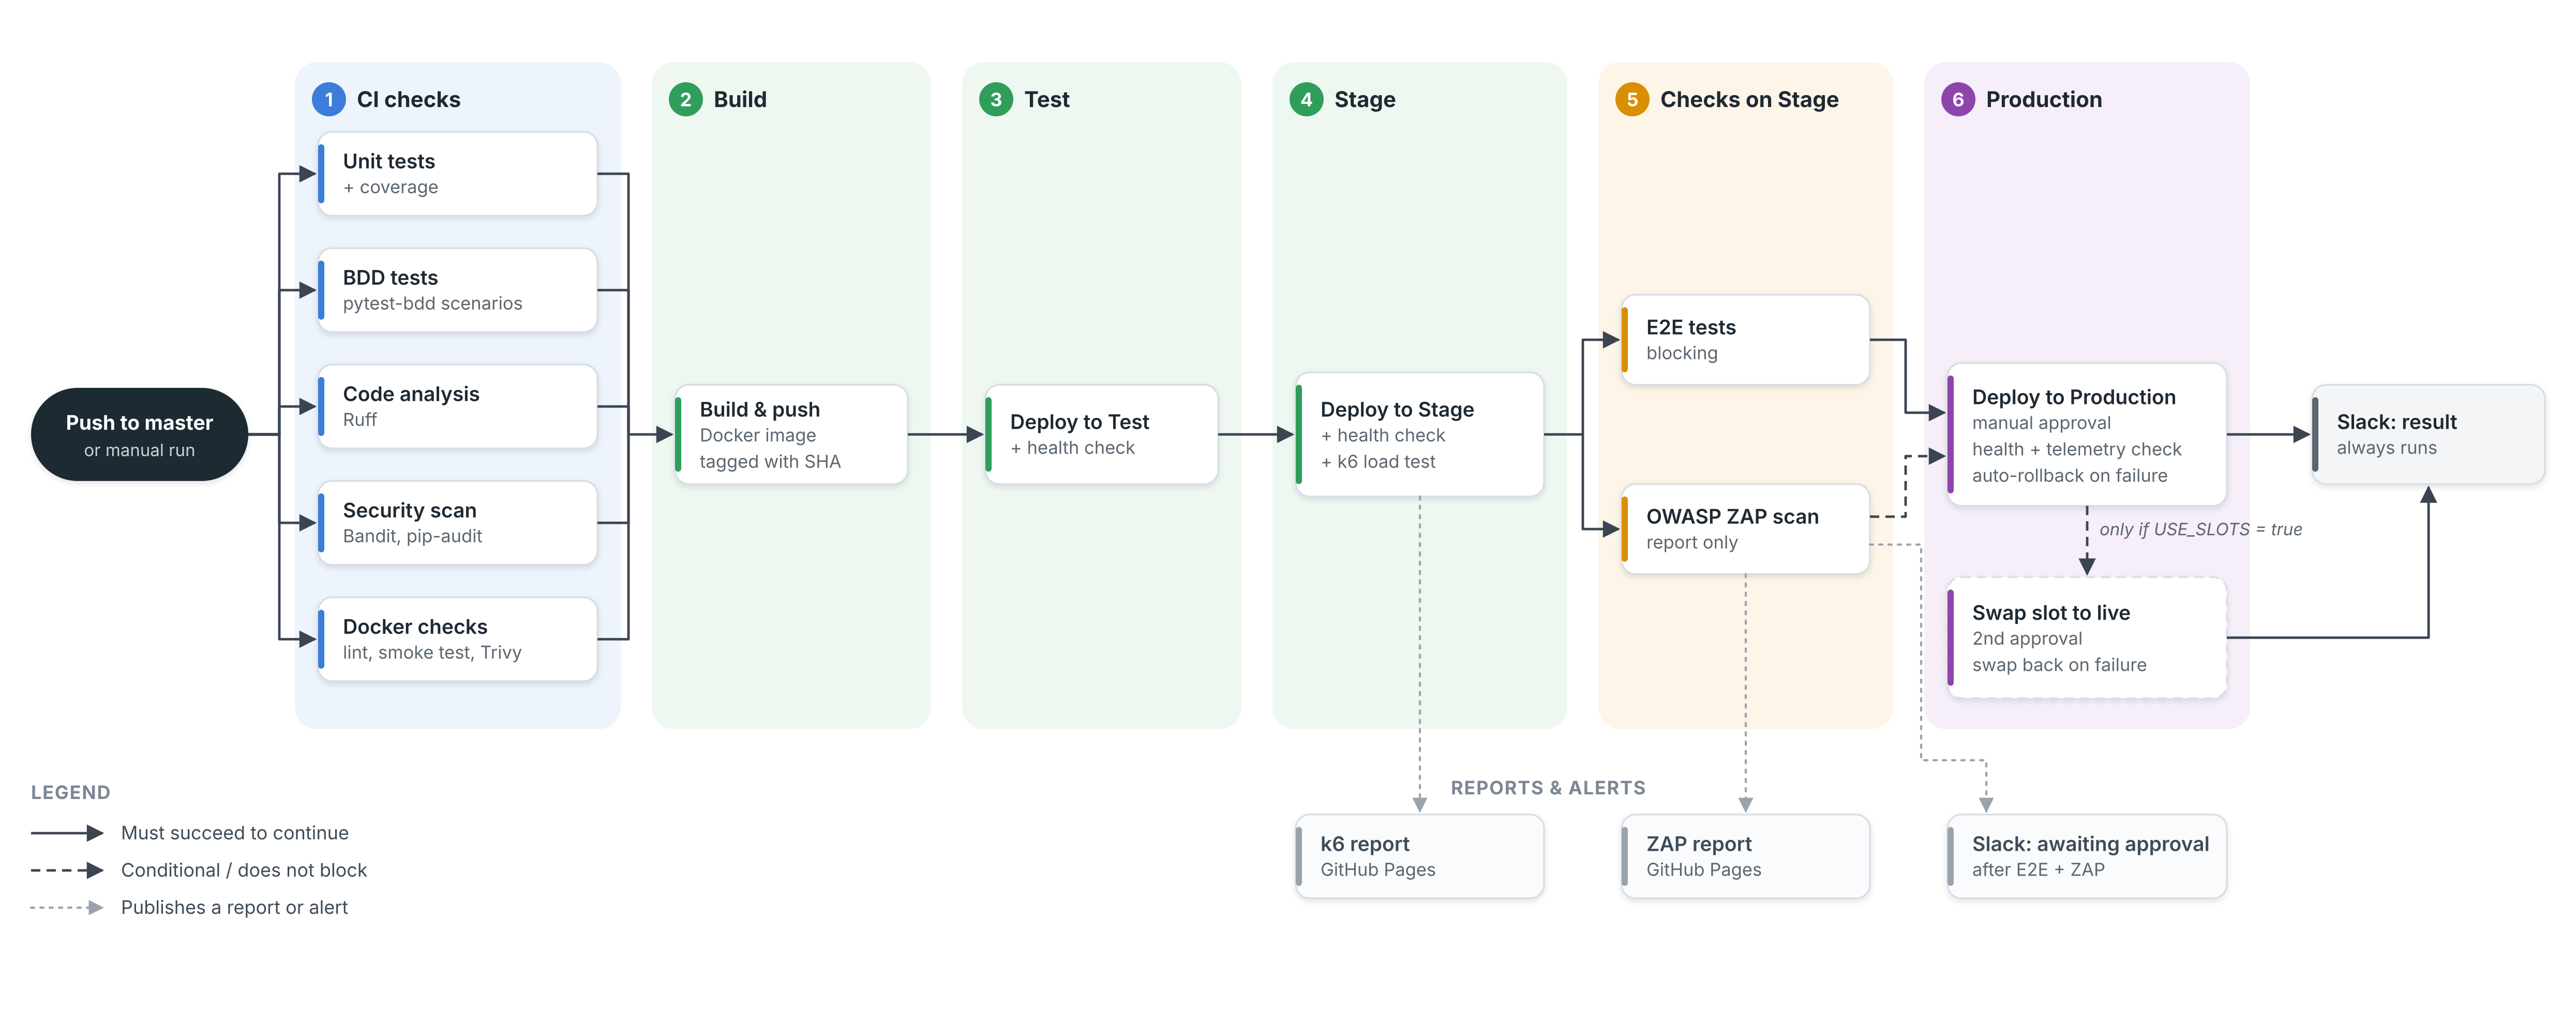 1 CI checks
Unit tests
+ coverage
BDD tests
pytest-bdd scenarios
Code analysis
Ruff
Security scan
Bandit, pip-audit
Docker checks
lint, smoke test, Trivy
Push to master
or manual run
2 Build
Build & push
Docker image
tagged with SHA
3 Test
Deploy to Test
+ health check
4 Stage
Deploy to Stage
+ health check
+ k6 load test
5 Checks on Stage
E2E tests
blocking
OWASP ZAP scan
report only
6 Production
Deploy to Production
manual approval
health + telemetry check
auto-rollback on failure
only if USE_SLOTS = true
Swap slot to live
2nd approval
swap back on failure
Slack: result
always runs
REPORTS & ALERTS
k6 report
GitHub Pages
ZAP report
GitHub Pages
Slack: awaiting approval
after E2E + ZAP
LEGEND
Must succeed to continue
Conditional / does not block
Publishes a report or alert